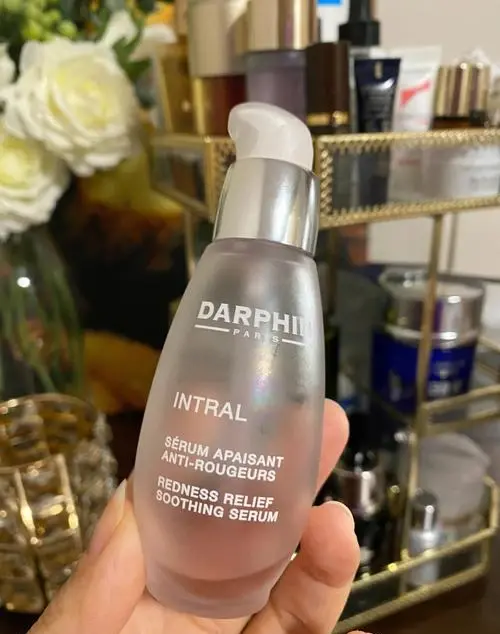 DARPHIN
PARIS
INTRAL
SÉRUM APAISANT
ANTI-ROUGEURS
REDNESS RELIEF
SOOTHING SERUM